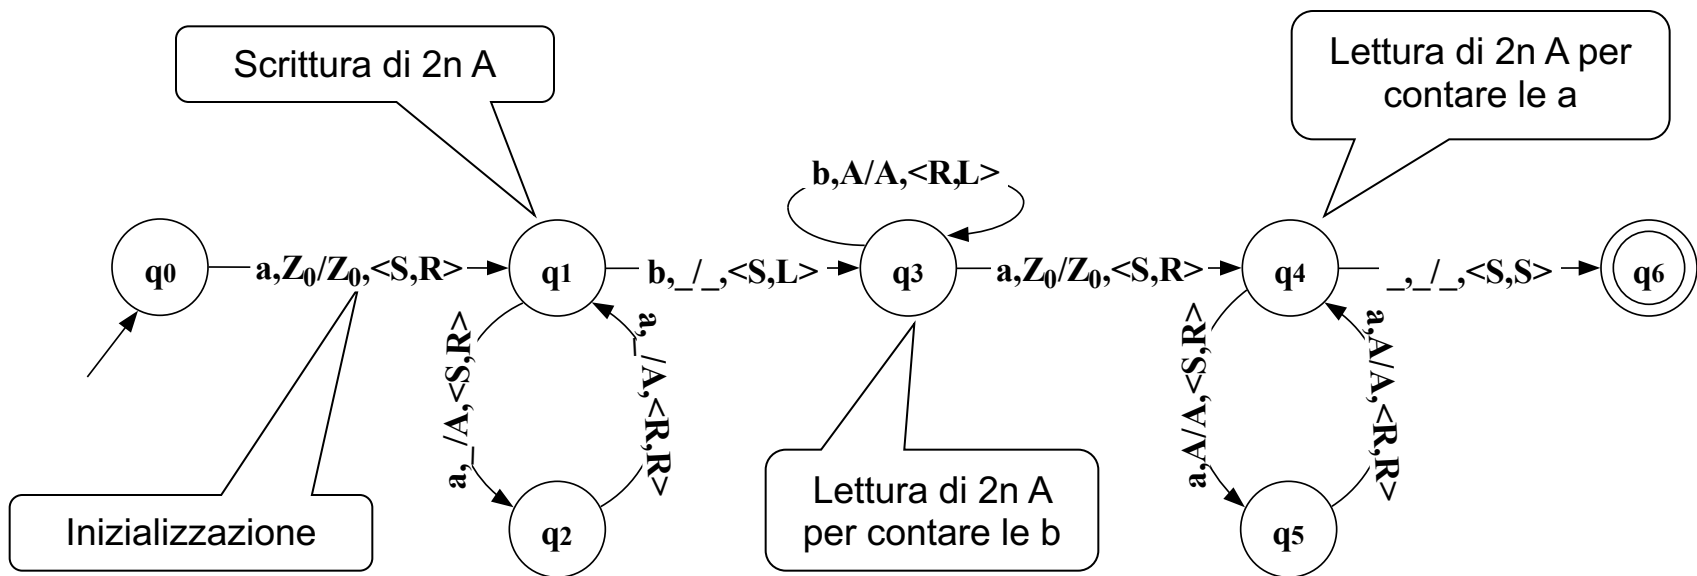 Scrittura di 2n A
Lettura di 2n A per
contare le a
b,A/A,<R,L>
q0
a,Z₀/Z₀,<S,R>
q1
b,_/_,<S,L>
q3
a,Z₀/Z₀,<S,R>
q4
_,_/_,<S,S>
q6
a,_/A,<S,R>
a,_/A,<R,R>
a,A/A,<S,R>
a,A/A,<R,R>
Inizializzazione
q2
Lettura di 2n A
per contare le b
q5